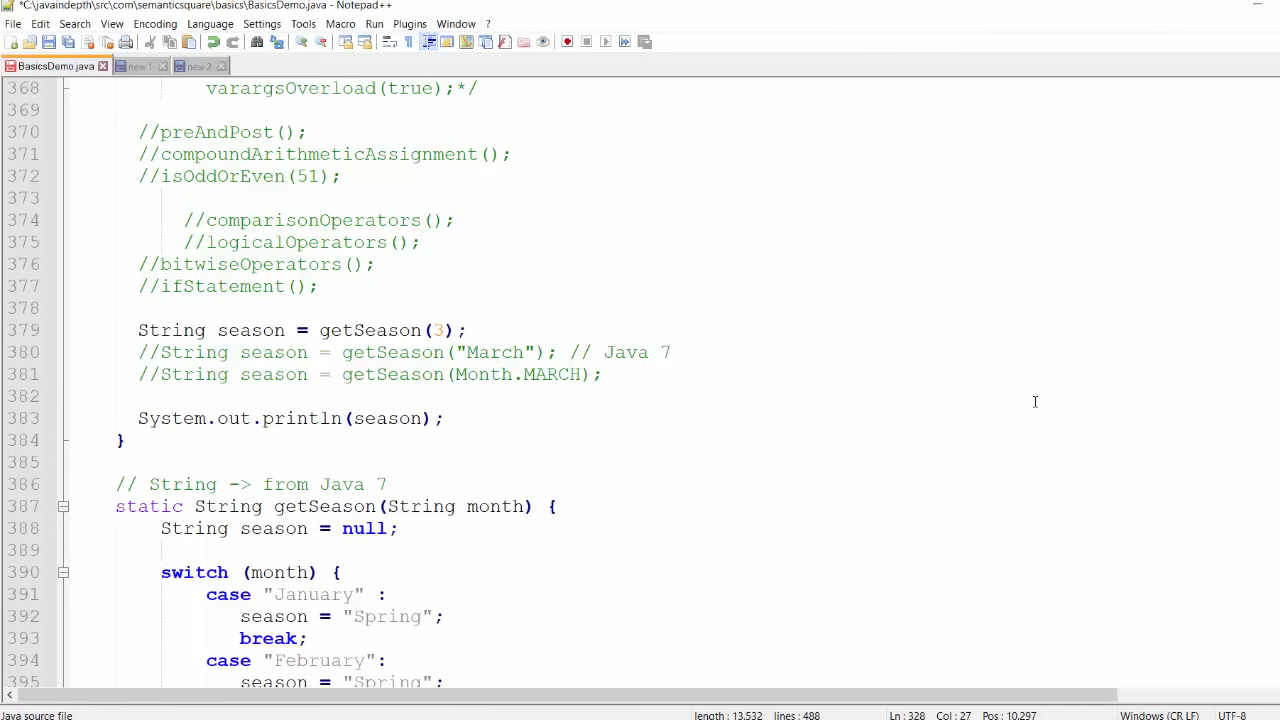 *C:\javaindepth\src\com\semanticsquare\basics\BasicsDemo.java - Notepad++
File Edit Search View Encoding Language Settings Tools Macro Run Plugins Window ?
BasicsDemo.java new 1 new 2
368 varargsOverload(true);*/
369
370 //preAndPost();
371 //compoundArithmeticAssignment();
372 //isOddOrEven(51);
373
374 //comparisonOperators();
375 //logicalOperators();
376 //bitwiseOperators();
377 //ifStatement();
378
379 String season = getSeason(3);
380 //String season = getSeason("March"); // Java 7
381 //String season = getSeason(Month.MARCH);
382
383 System.out.println(season);
384 }
385
386 // String -> from Java 7
387 static String getSeason(String month) {
388 String season = null;
389
390 switch (month) {
391 case "January" :
392 season = "Spring";
393 break;
394 case "February":
395 season = "Spring";
Java source file length : 13,532 lines : 488 Ln : 328 Col : 27 Pos : 10,297 Windows (CR LF) UTF-8